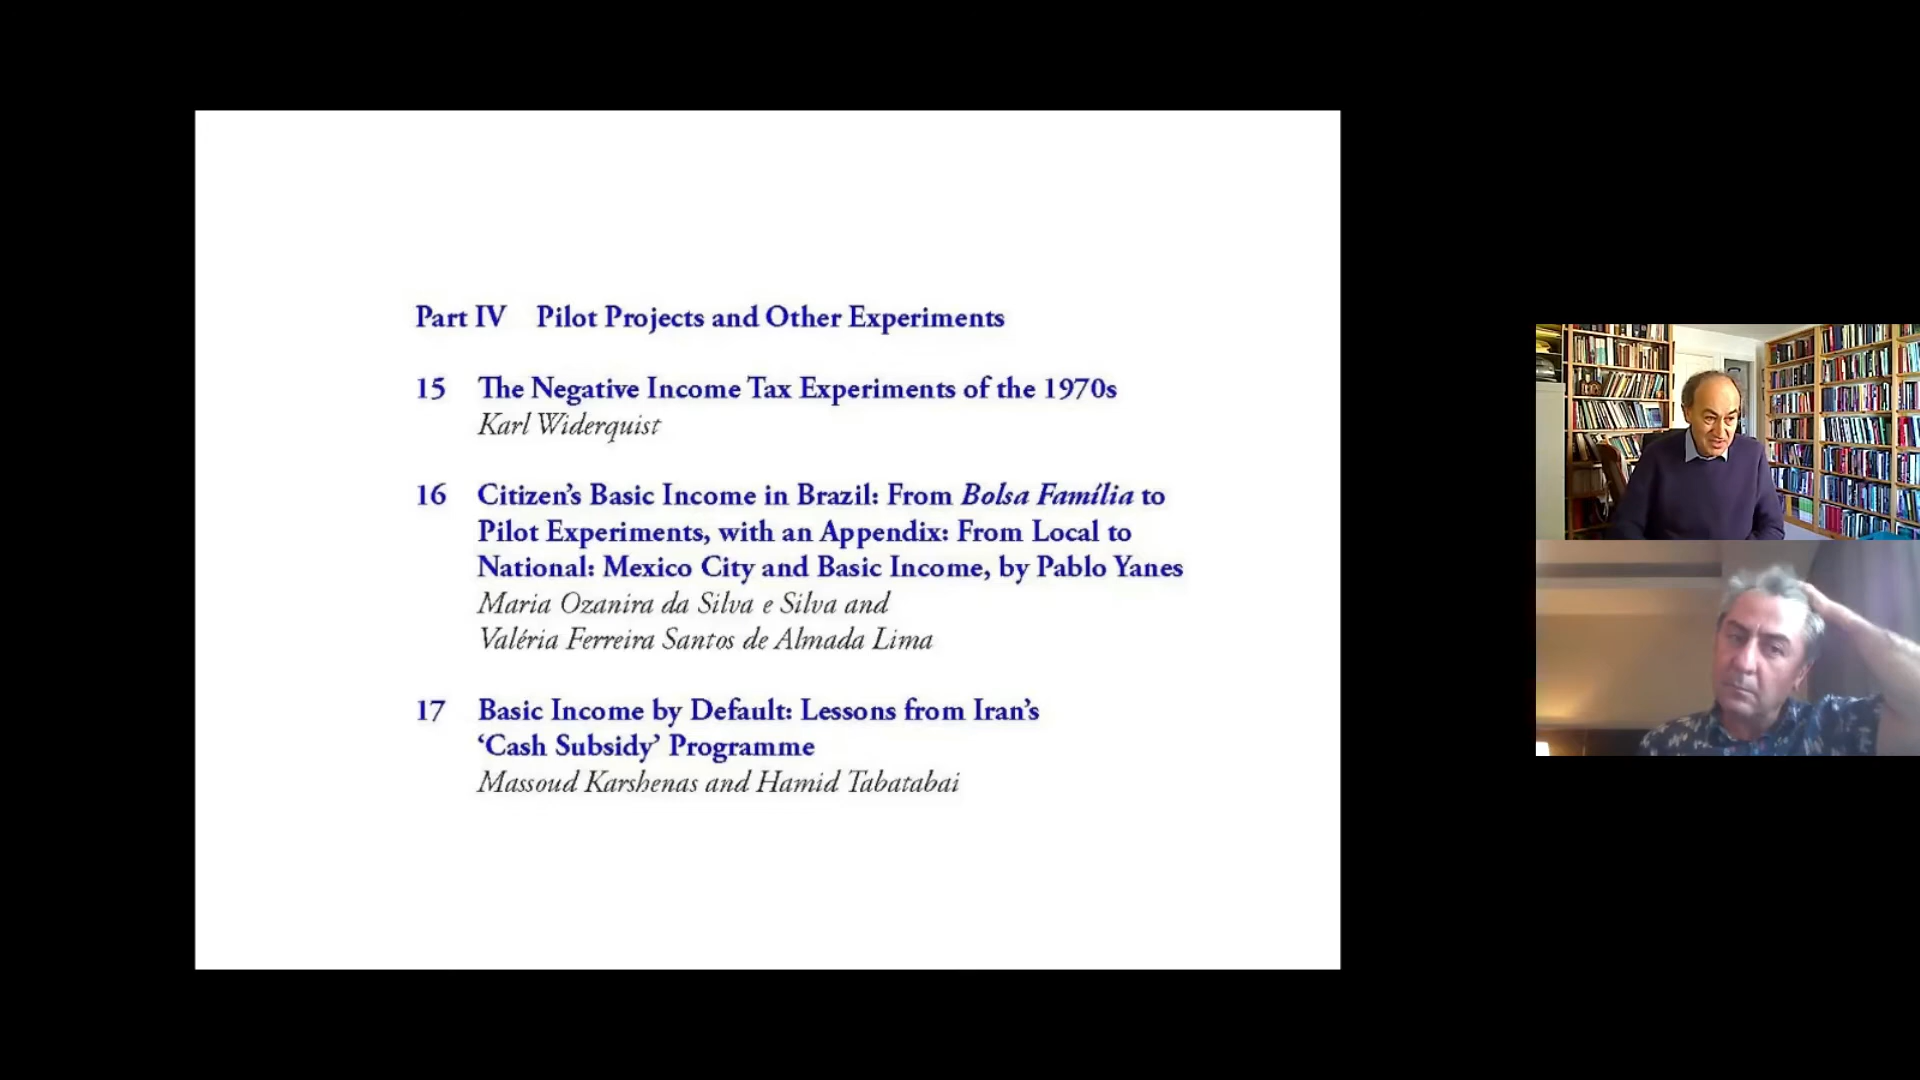 Part IV Pilot Projects and Other Experiments
15 The Negative Income Tax Experiments of the 1970s
Karl Widerquist
16 Citizen’s Basic Income in Brazil: From Bolsa Família to
Pilot Experiments, with an Appendix: From Local to
National: Mexico City and Basic Income, by Pablo Yanes
Maria Ozanira da Silva e Silva and
Valéria Ferreira Santos de Almada Lima
17 Basic Income by Default: Lessons from Iran’s
‘Cash Subsidy’ Programme
Massoud Karshenas and Hamid Tabatabai